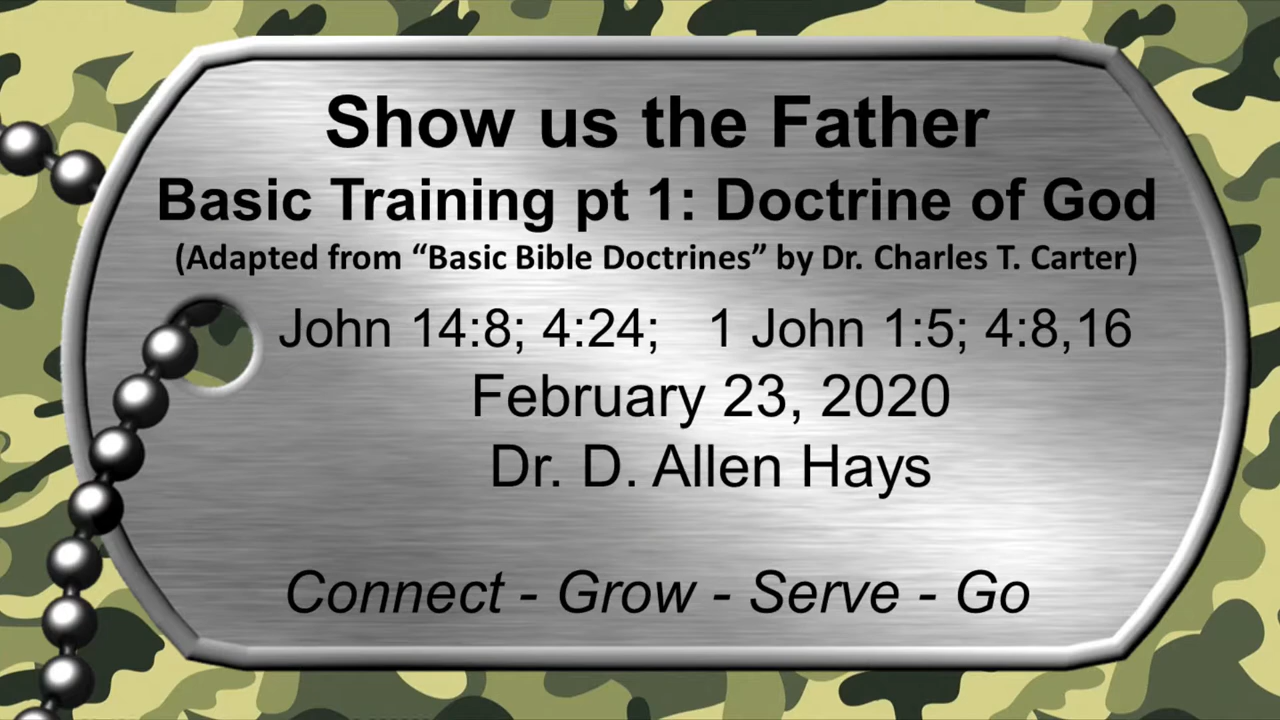 Show us the Father
Basic Training pt 1: Doctrine of God
(Adapted from “Basic Bible Doctrines” by Dr. Charles T. Carter)
John 14:8; 4:24; 1 John 1:5; 4:8,16
February 23, 2020
Dr. D. Allen Hays
Connect - Grow - Serve - Go